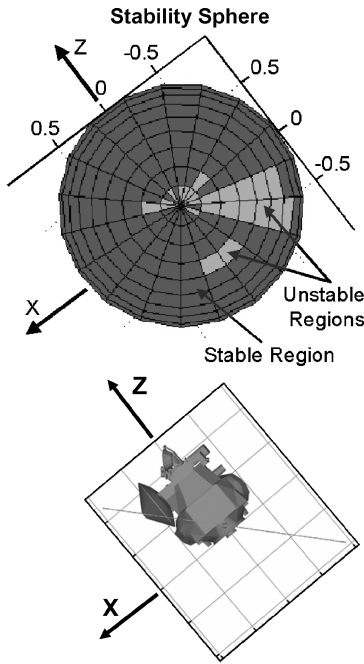 Stability Sphere
Z
-0.5
0.5
0
0
0.5
-0.5
X
Unstable
Regions
Stable Region
Z
X